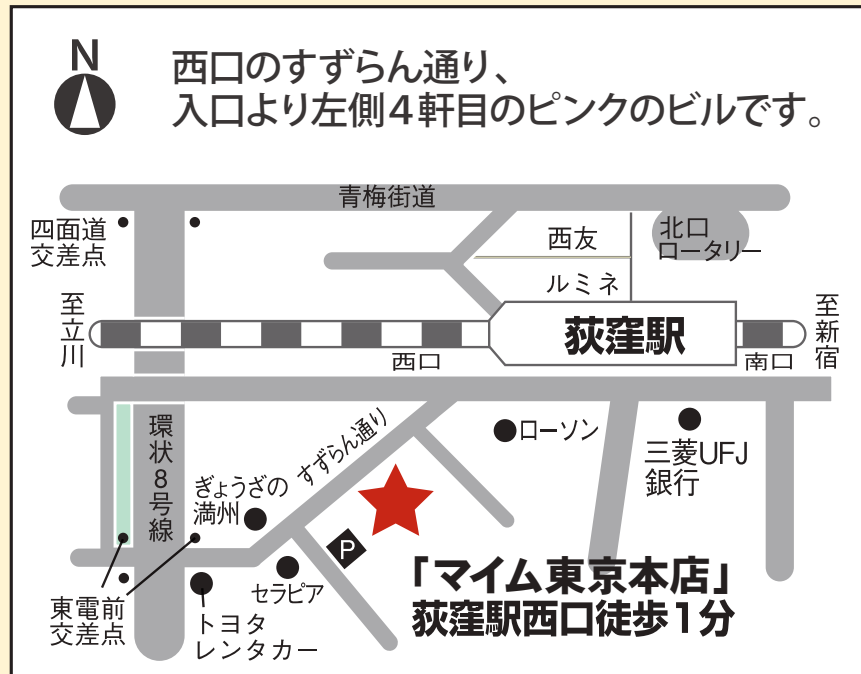 N
西口のすずらん通り、
入口より左側４軒目のピンクのビルです。
青梅街道
四面道
交差点
西友
北口
ロータリー
ルミネ
至立川
荻窪駅
至新宿
西口
南口
環状8号線
すずらん通り
ローソン
三菱UFJ
銀行
ぎょうざの
満州
P
セラピア
「マイム東京本店」
荻窪駅西口徒歩1分
東電前
交差点
トヨタ
レンタカー